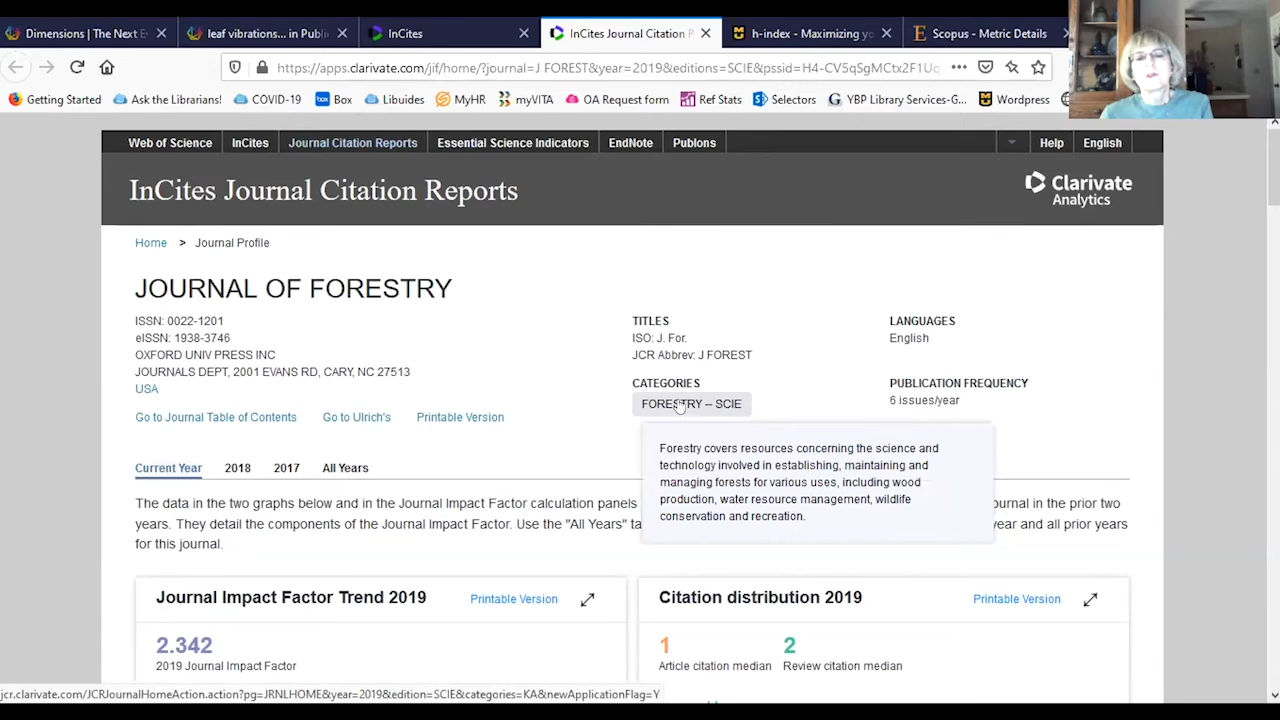 Dimensions | The Next E
leaf vibrations... in Publi
InCites
InCites Journal Citation R
h-index - Maximizing yo
Scopus - Metric Details
https://apps.clarivate.com/jif/home/?journal=J FOREST&year=2019&editions=SCIE&pssid=H4-CV5qSgMCtx2F1Uq
Getting Started
Ask the Librarians!
COVID-19
box
Box
Libuides
MyHR
myVITA
OA Request form
Ref Stats
Selectors
YBP Library Services-G...
Wordpress
Web of Science
InCites
Journal Citation Reports
Essential Science Indicators
EndNote
Publons
Help
English
InCites Journal Citation Reports
Clarivate
Analytics
Home > Journal Profile
JOURNAL OF FORESTRY
ISSN: 0022-1201
eISSN: 1938-3746
OXFORD UNIV PRESS INC
JOURNALS DEPT, 2001 EVANS RD, CARY, NC 27513
USA
Go to Journal Table of Contents
Go to Ulrich's
Printable Version
TITLES
ISO: J. For.
JCR Abbrev: J FOREST
CATEGORIES
FORESTRY -- SCIE
LANGUAGES
English
PUBLICATION FREQUENCY
6 issues/year
Forestry covers resources concerning the science and
technology involved in establishing, maintaining and
managing forests for various uses, including wood
production, water resource management, wildlife
conservation and recreation.
Current Year
2018
2017
All Years
The data in the two graphs below and in the Journal Impact Factor calculation panels ournal in the prior two
years. They detail the components of the Journal Impact Factor. Use the "All Years" ta year and all prior years
for this journal.
Journal Impact Factor Trend 2019
Printable Version
2.342
2019 Journal Impact Factor
Citation distribution 2019
Printable Version
1
Article citation median
2
Review citation median
jcr.clarivate.com/JCRJournalHomeAction.action?pg=JRNLHOME&year=2019&edition=SCIE&categories=KA&newApplicationFlag=Y